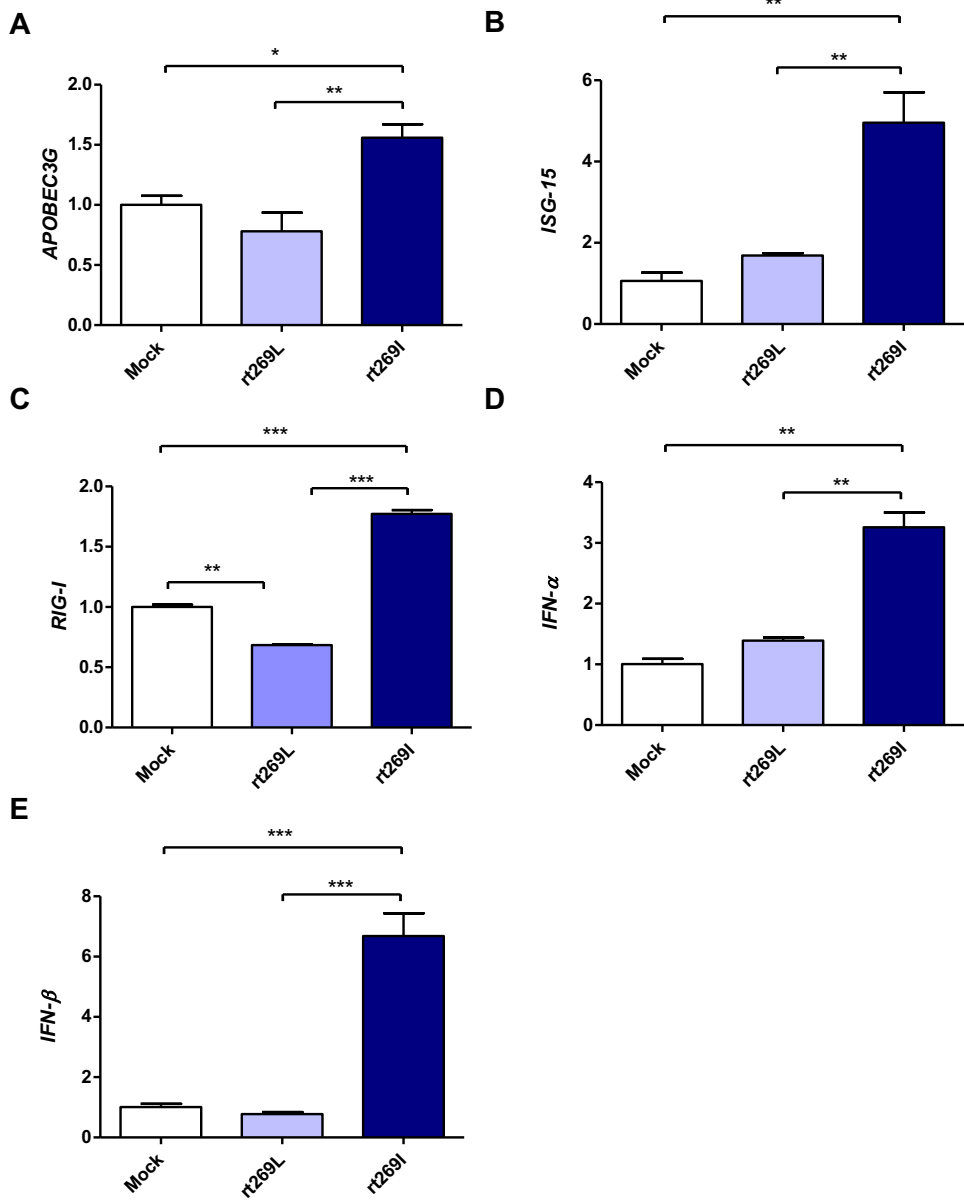 A
*
**
2.0
1.5
1.0
0.5
0.0
APOBEC3G
Mock
rt269L
rt269I
B
**
**
6
4
2
0
ISG-15
Mock
rt269L
rt269I
C
***
***
**
2.0
1.5
1.0
0.5
0.0
RIG-I
Mock
rt269L
rt269I
D
**
**
4
3
2
1
0
IFN-α
Mock
rt269L
rt269I
E
***
***
8
6
4
2
0
IFN-β
Mock
rt269L
rt269I